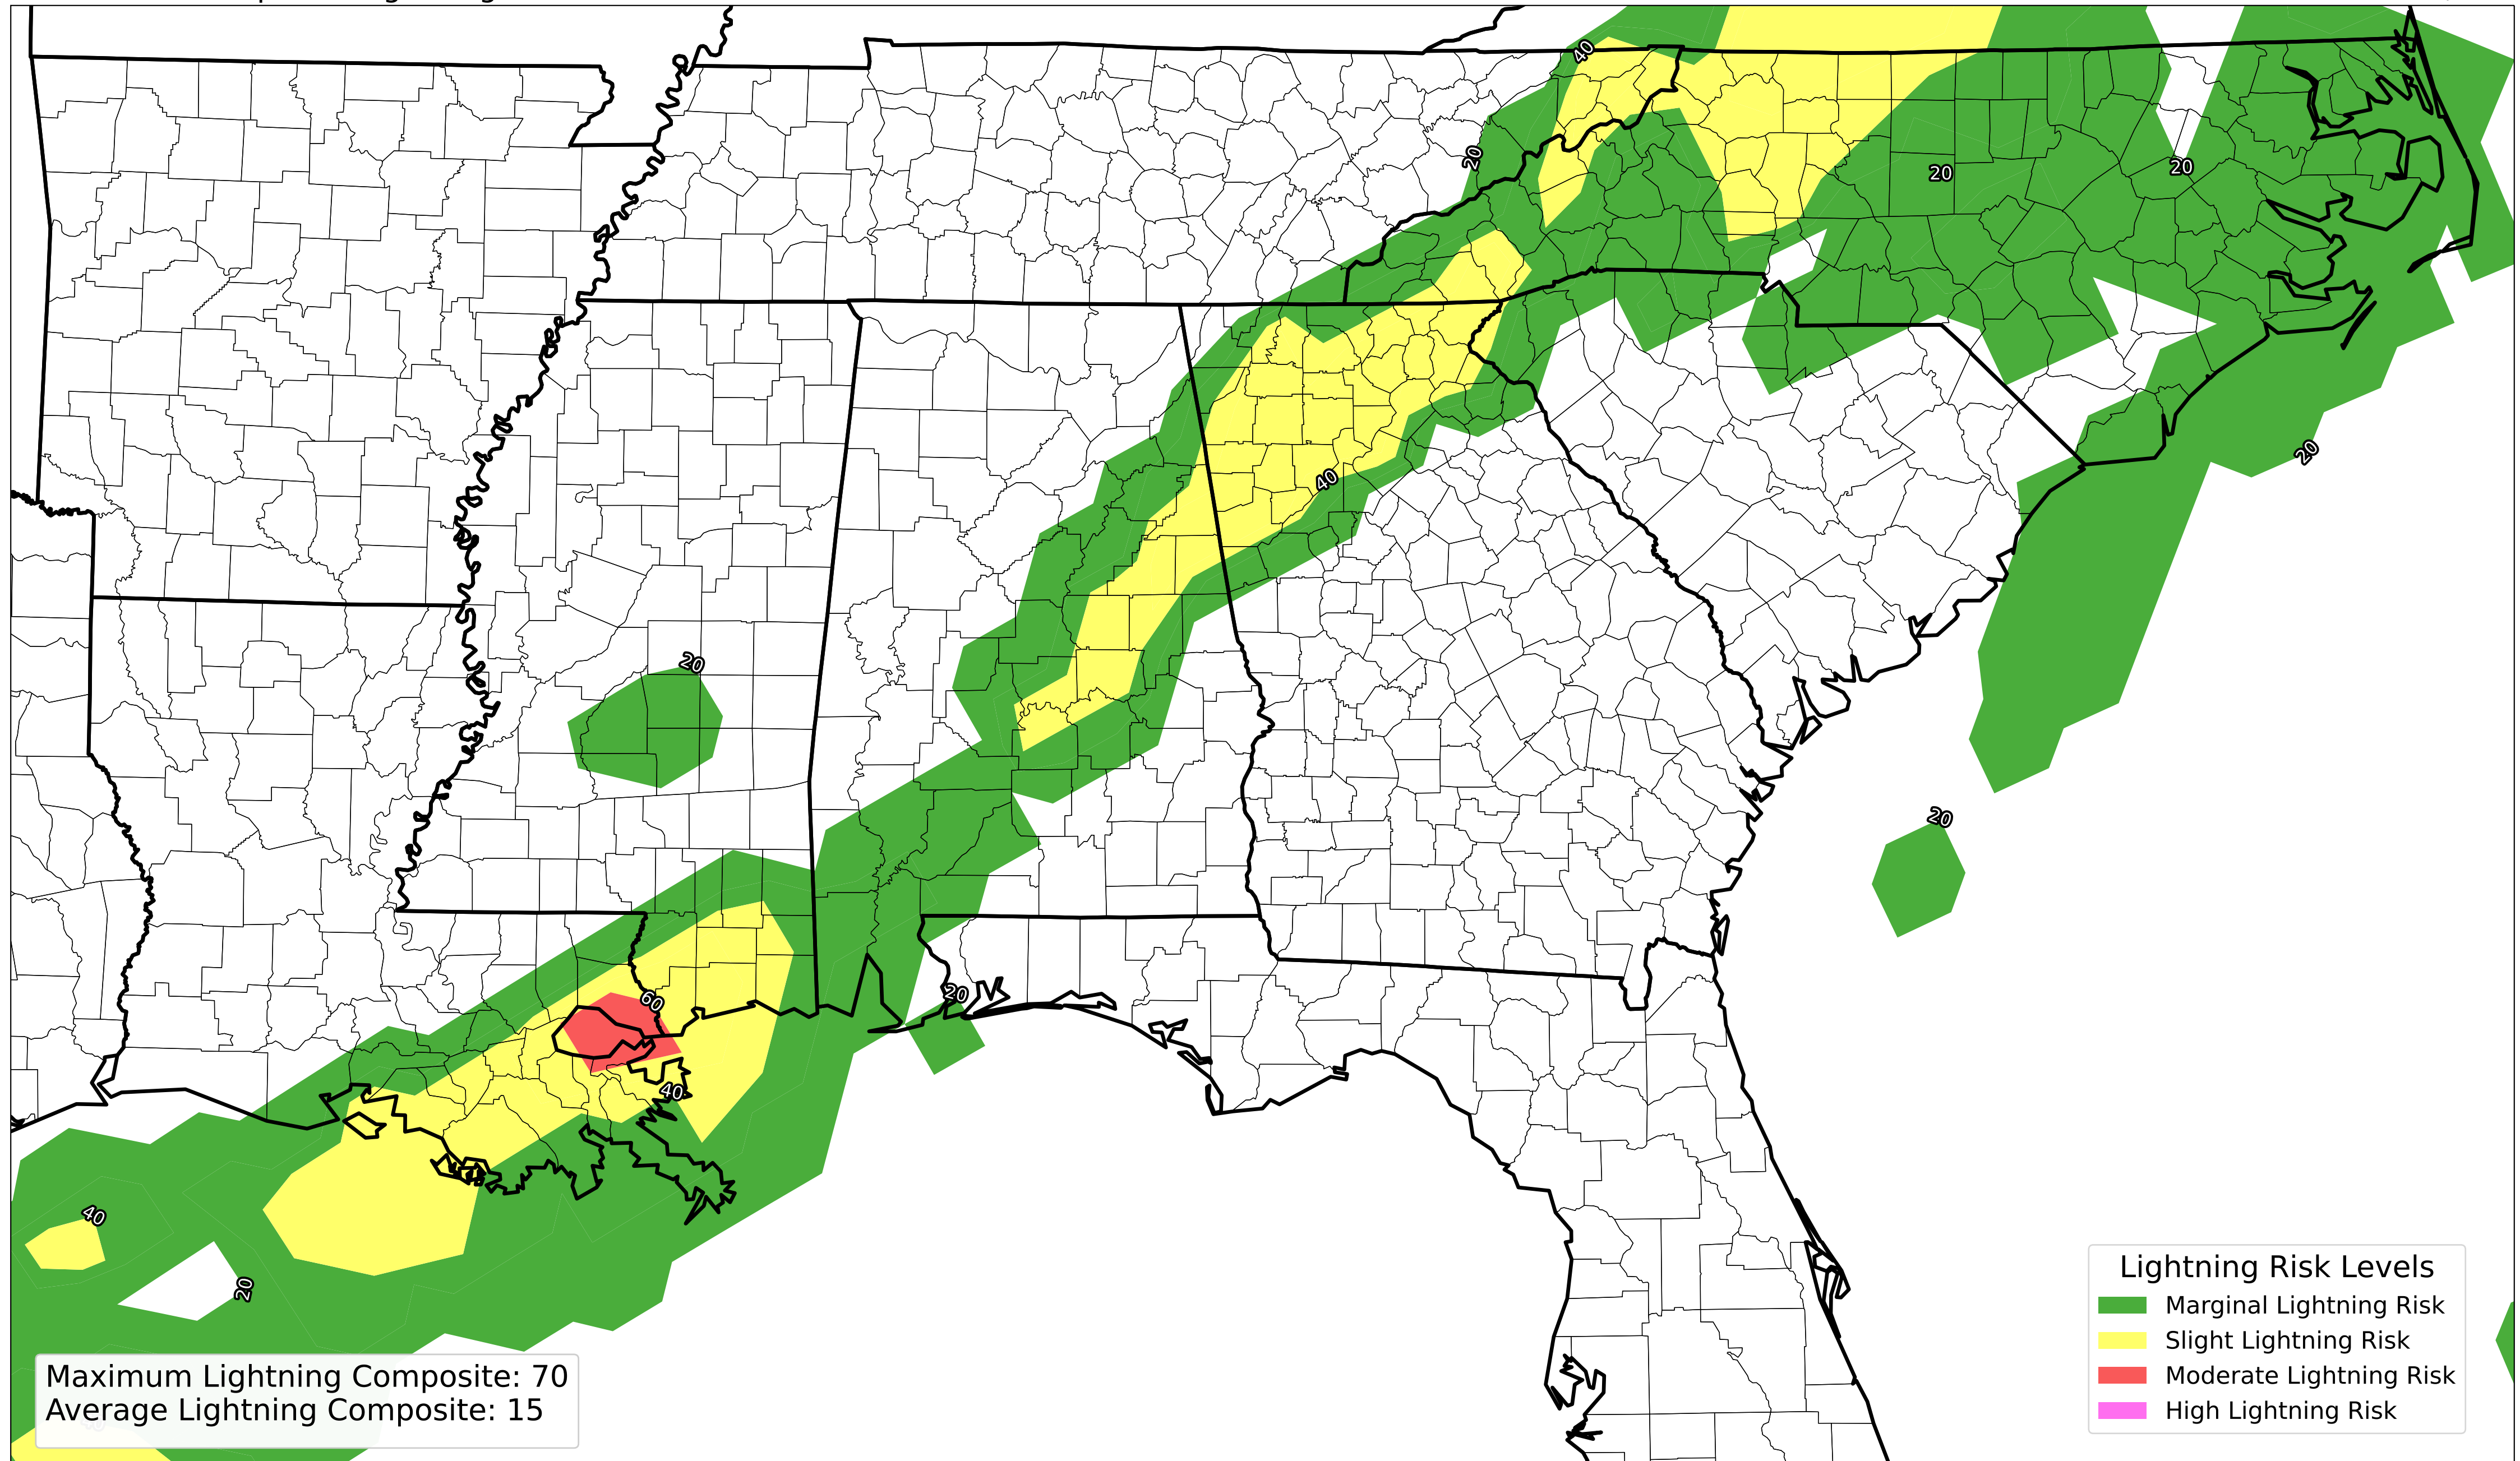 40
20
20
20
40
20
20
20
20
60
40
40
20
Lightning Risk Levels
Marginal Lightning Risk
Slight Lightning Risk
Moderate Lightning Risk
High Lightning Risk
Maximum Lightning Composite: 70
Average Lightning Composite: 15